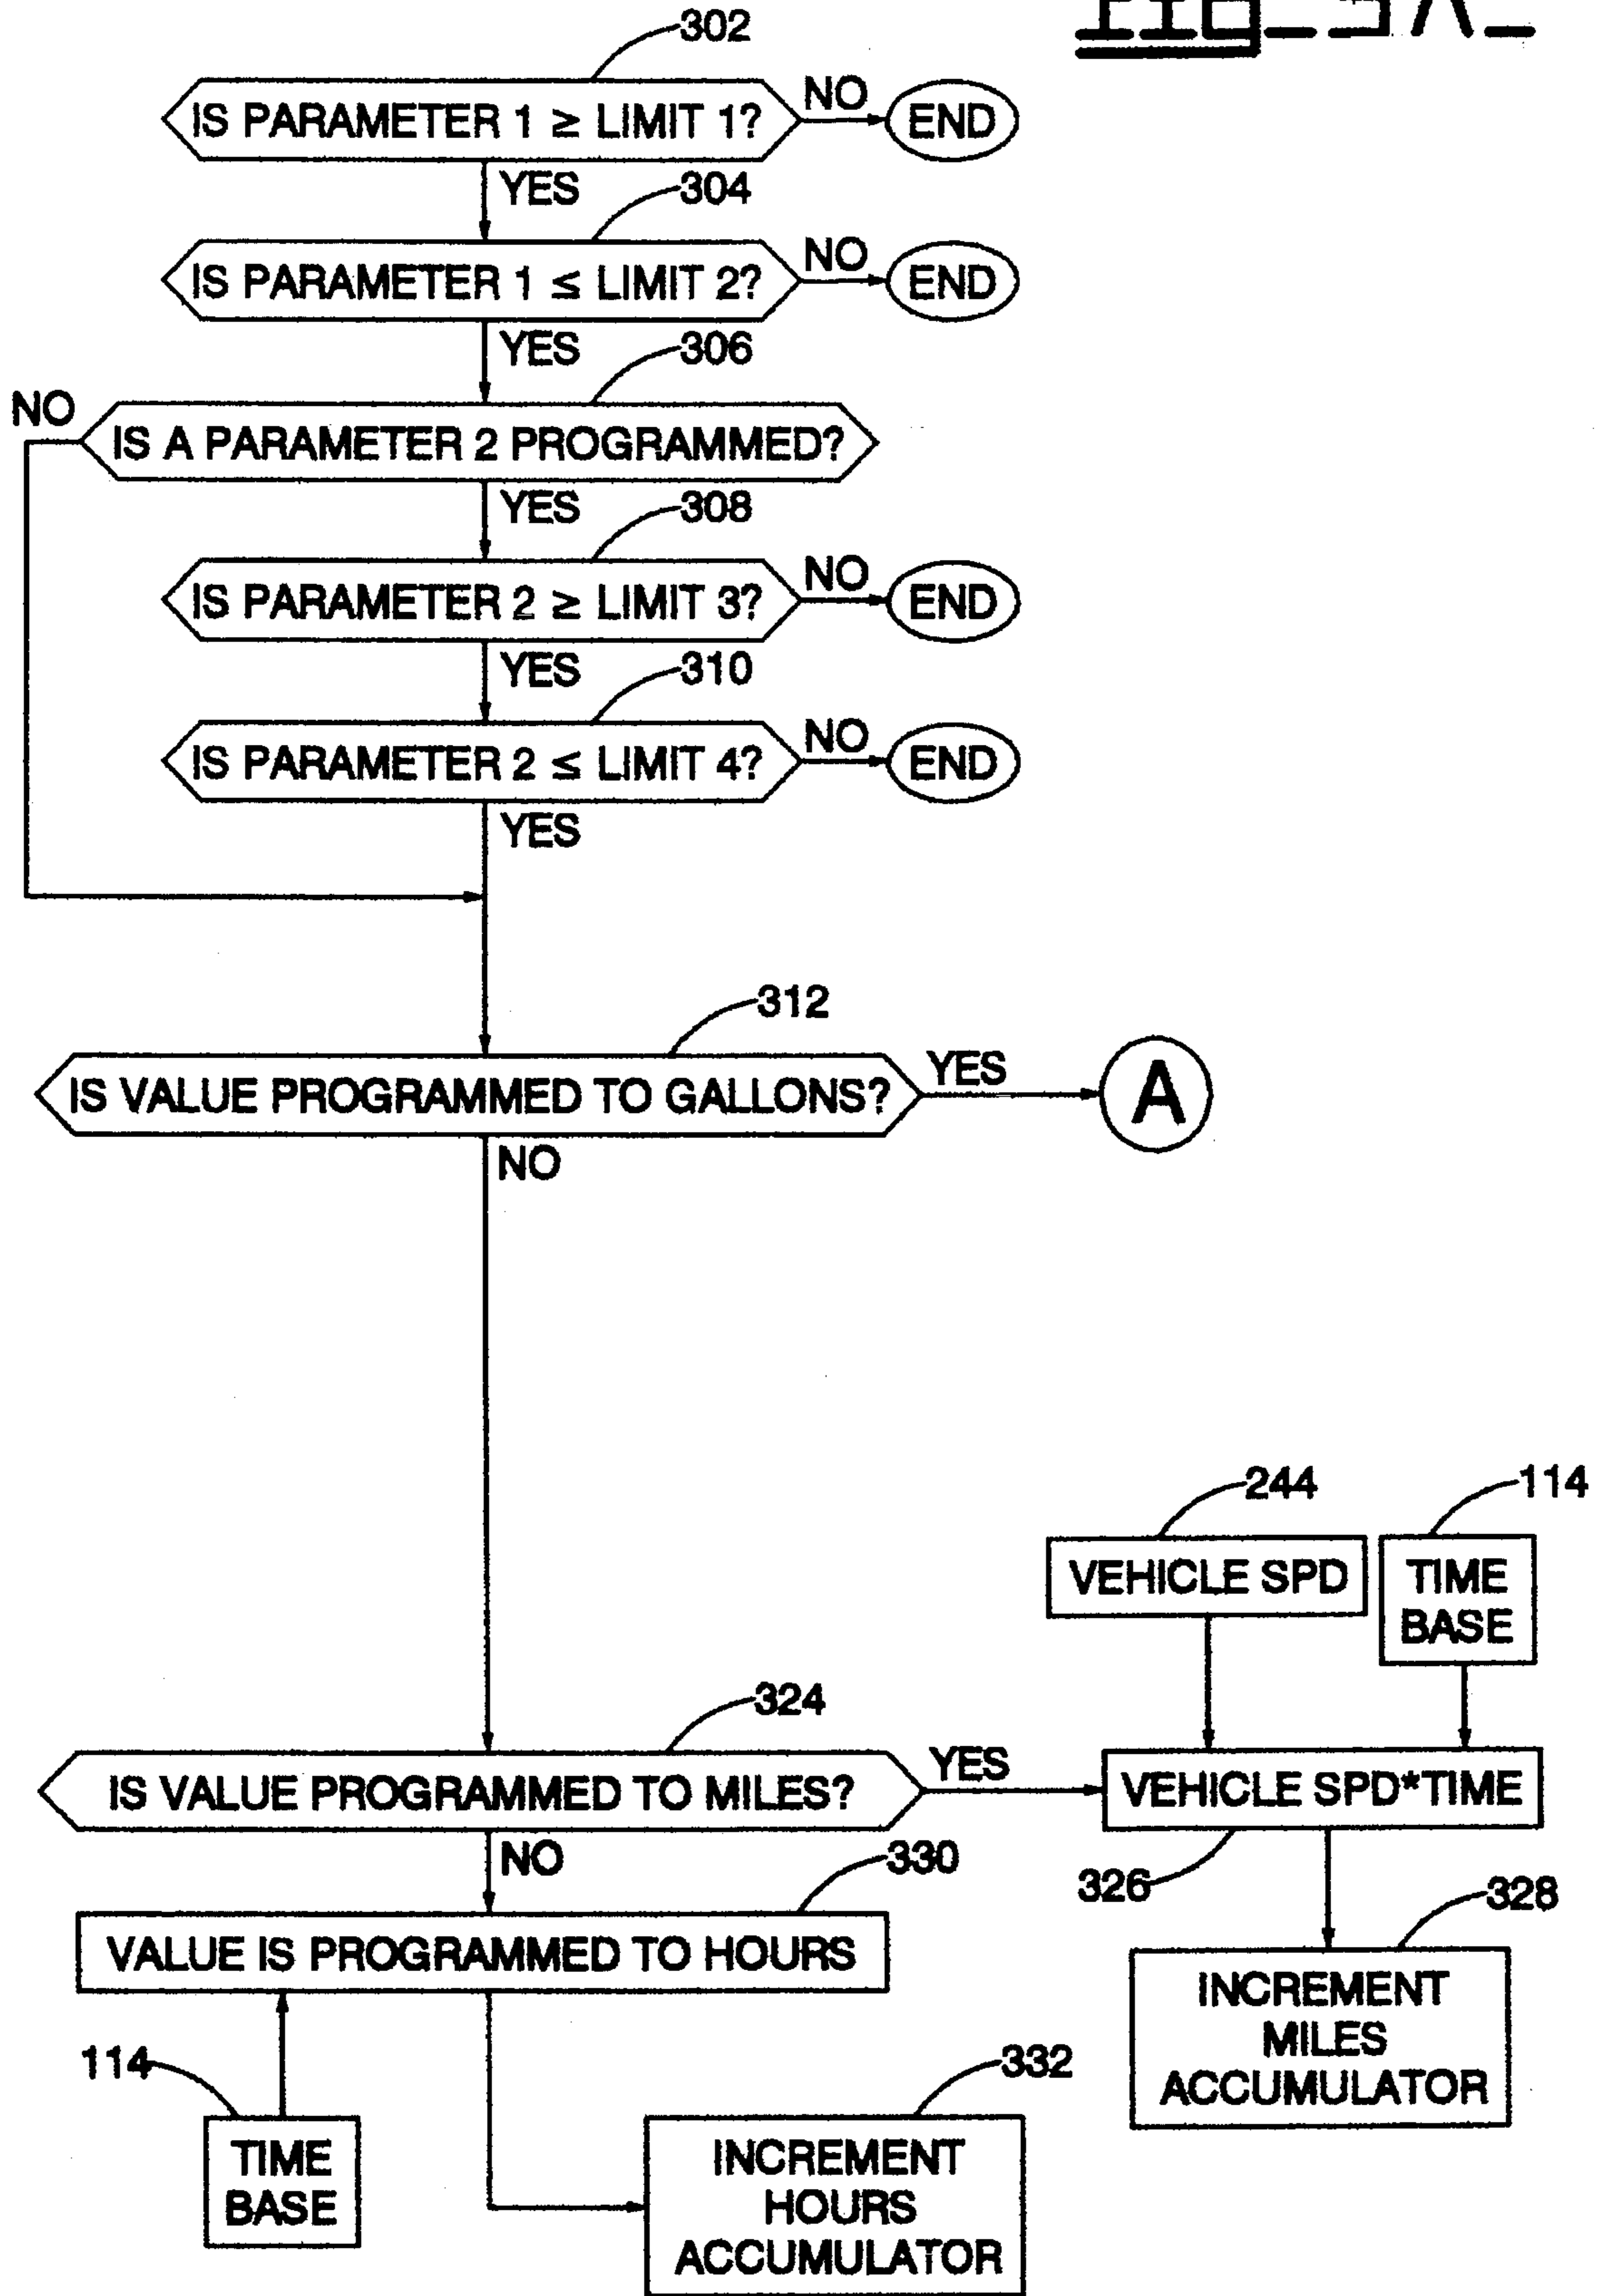 302
IS PARAMETER 1 ≥ LIMIT 1?
NO
END
YES
304
IS PARAMETER 1 ≤ LIMIT 2?
NO
END
YES
306
NO
IS A PARAMETER 2 PROGRAMMED?
YES
308
IS PARAMETER 2 ≥ LIMIT 3?
NO
END
YES
310
IS PARAMETER 2 ≤ LIMIT 4?
NO
END
YES
312
IS VALUE PROGRAMMED TO GALLONS?
YES
A
NO
244
114
VEHICLE SPD
TIME
BASE
324
IS VALUE PROGRAMMED TO MILES?
YES
VEHICLE SPD*TIME
NO
330
326
328
VALUE IS PROGRAMMED TO HOURS
INCREMENT
MILES
ACCUMULATOR
114
332
TIME
BASE
INCREMENT
HOURS
ACCUMULATOR